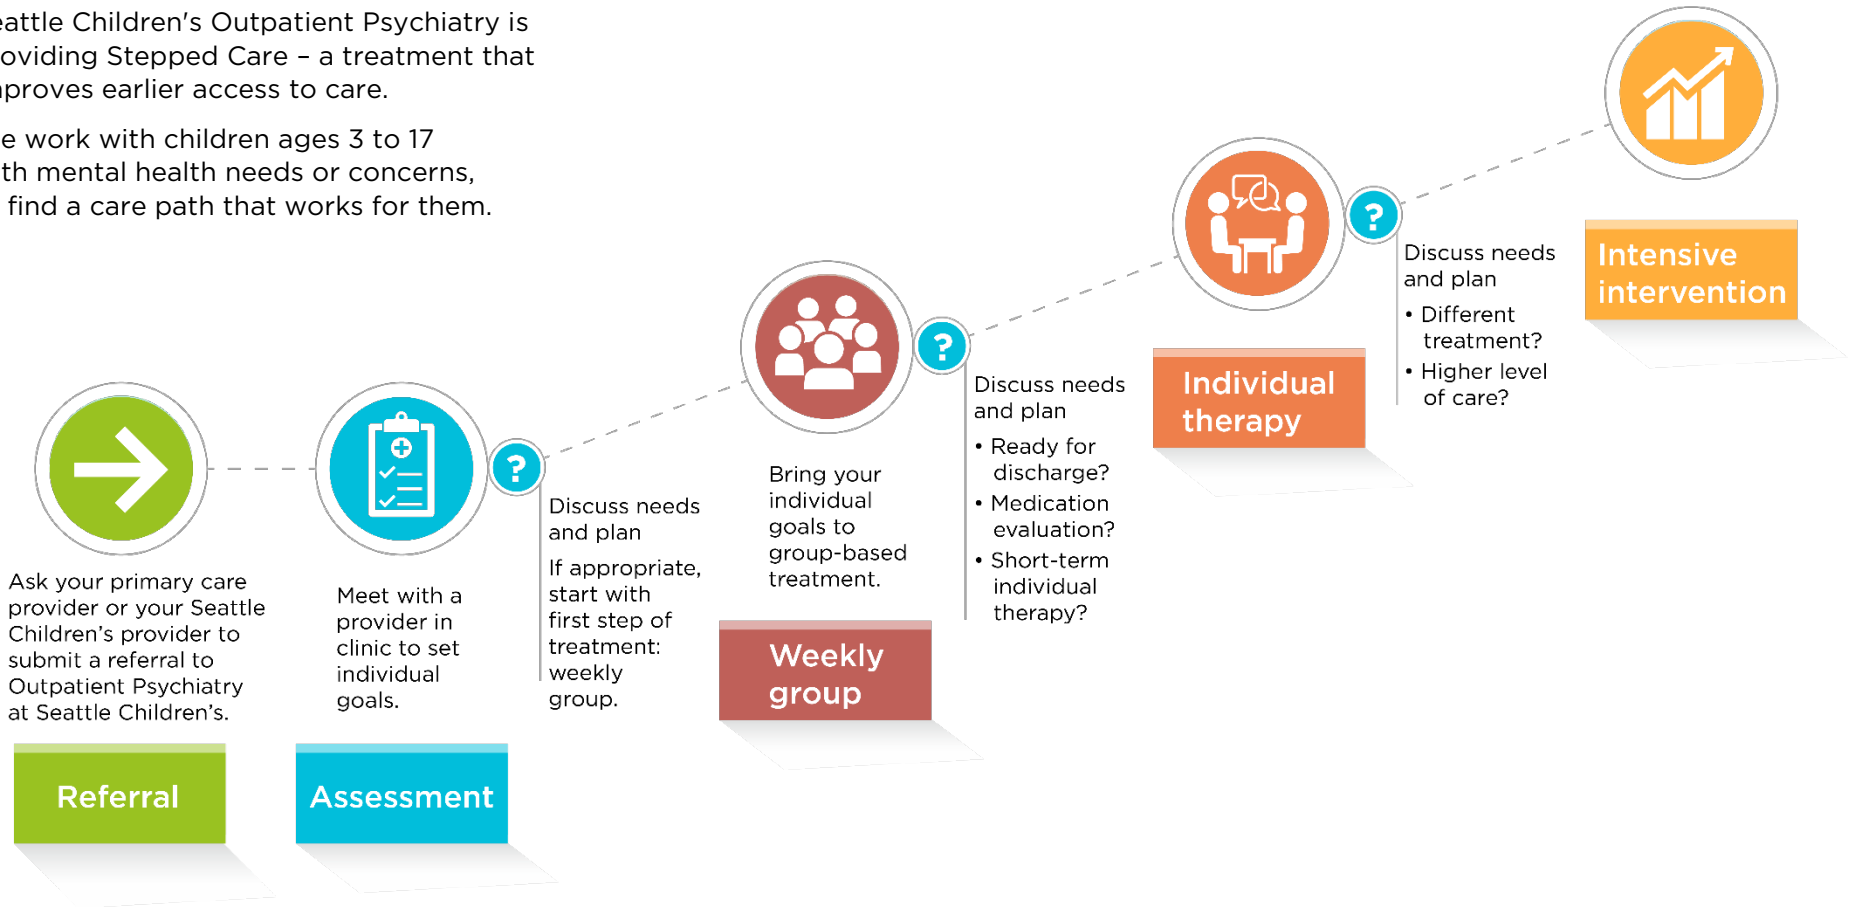 eattle Children's Outpatient Psychiatry is
oviding Stepped Care – a treatment that
proves earlier access to care.
e work with children ages 3 to 17
th mental health needs or concerns,
find a care path that works for them.
Ask your primary care
provider or your Seattle
Children's provider to
submit a referral to
Outpatient Psychiatry
at Seattle Children's.
Referral
Meet with a
provider in
clinic to set
individual
goals.
Assessment
?
Discuss needs
and plan
If appropriate,
start with
first step of
treatment:
weekly
group.
Bring your
individual
goals to
group-based
treatment.
Weekly
group
?
Discuss needs
and plan
• Ready for
discharge?
• Medication
evaluation?
• Short-term
individual
therapy?
Individual
therapy
?
Discuss needs
and plan
• Different
treatment?
• Higher level
of care?
Intensive
intervention